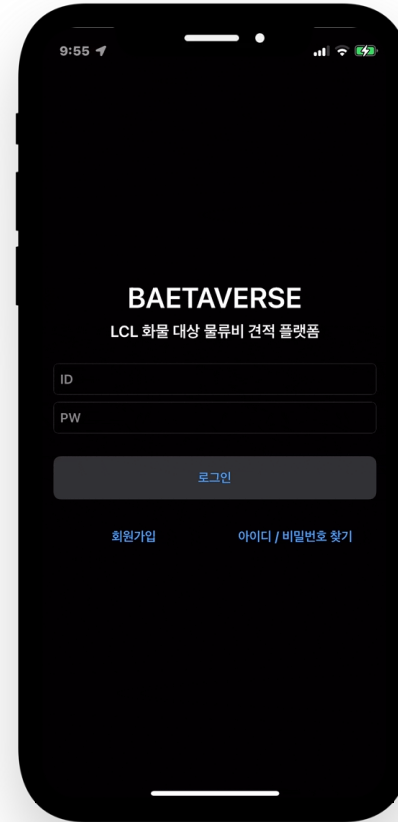 9:55
BAETAVERSE
LCL 화물 대상 물류비 견적 플랫폼
ID
PW
로그인
회원가입 아이디 / 비밀번호 찾기